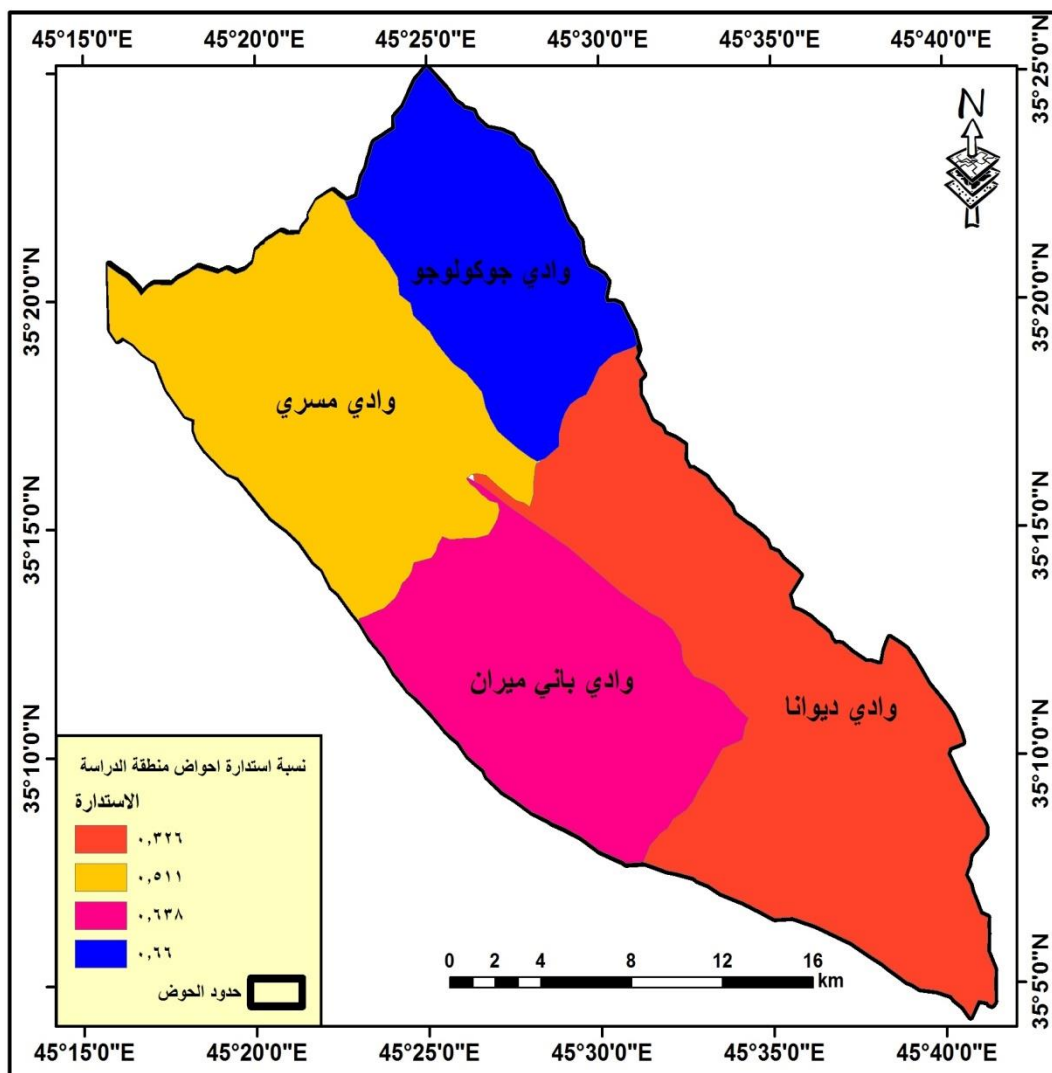 45°15'0"E 45°20'0"E 45°25'0"E 45°30'0"E 45°35'0"E 45°40'0"E
35°25'0"N
N
وادي جوكولوجو
35°20'0"N 35°20'0"N
وادي مسري
35°15'0"N 35°15'0"N
وادي باني ميران
وادي ديوانا
35°10'0"N 35°10'0"N
نسبة استدارة احواض منطقة الدراسة
الاستدارة
٠,٣٢٦
٠,٥١١
٠,٦٣٨
٠,٦٦
حدود الحوض
0 2 4 8 12 16
km
35°5'0"N
45°15'0"E 45°20'0"E 45°25'0"E 45°30'0"E 45°35'0"E 45°40'0"E